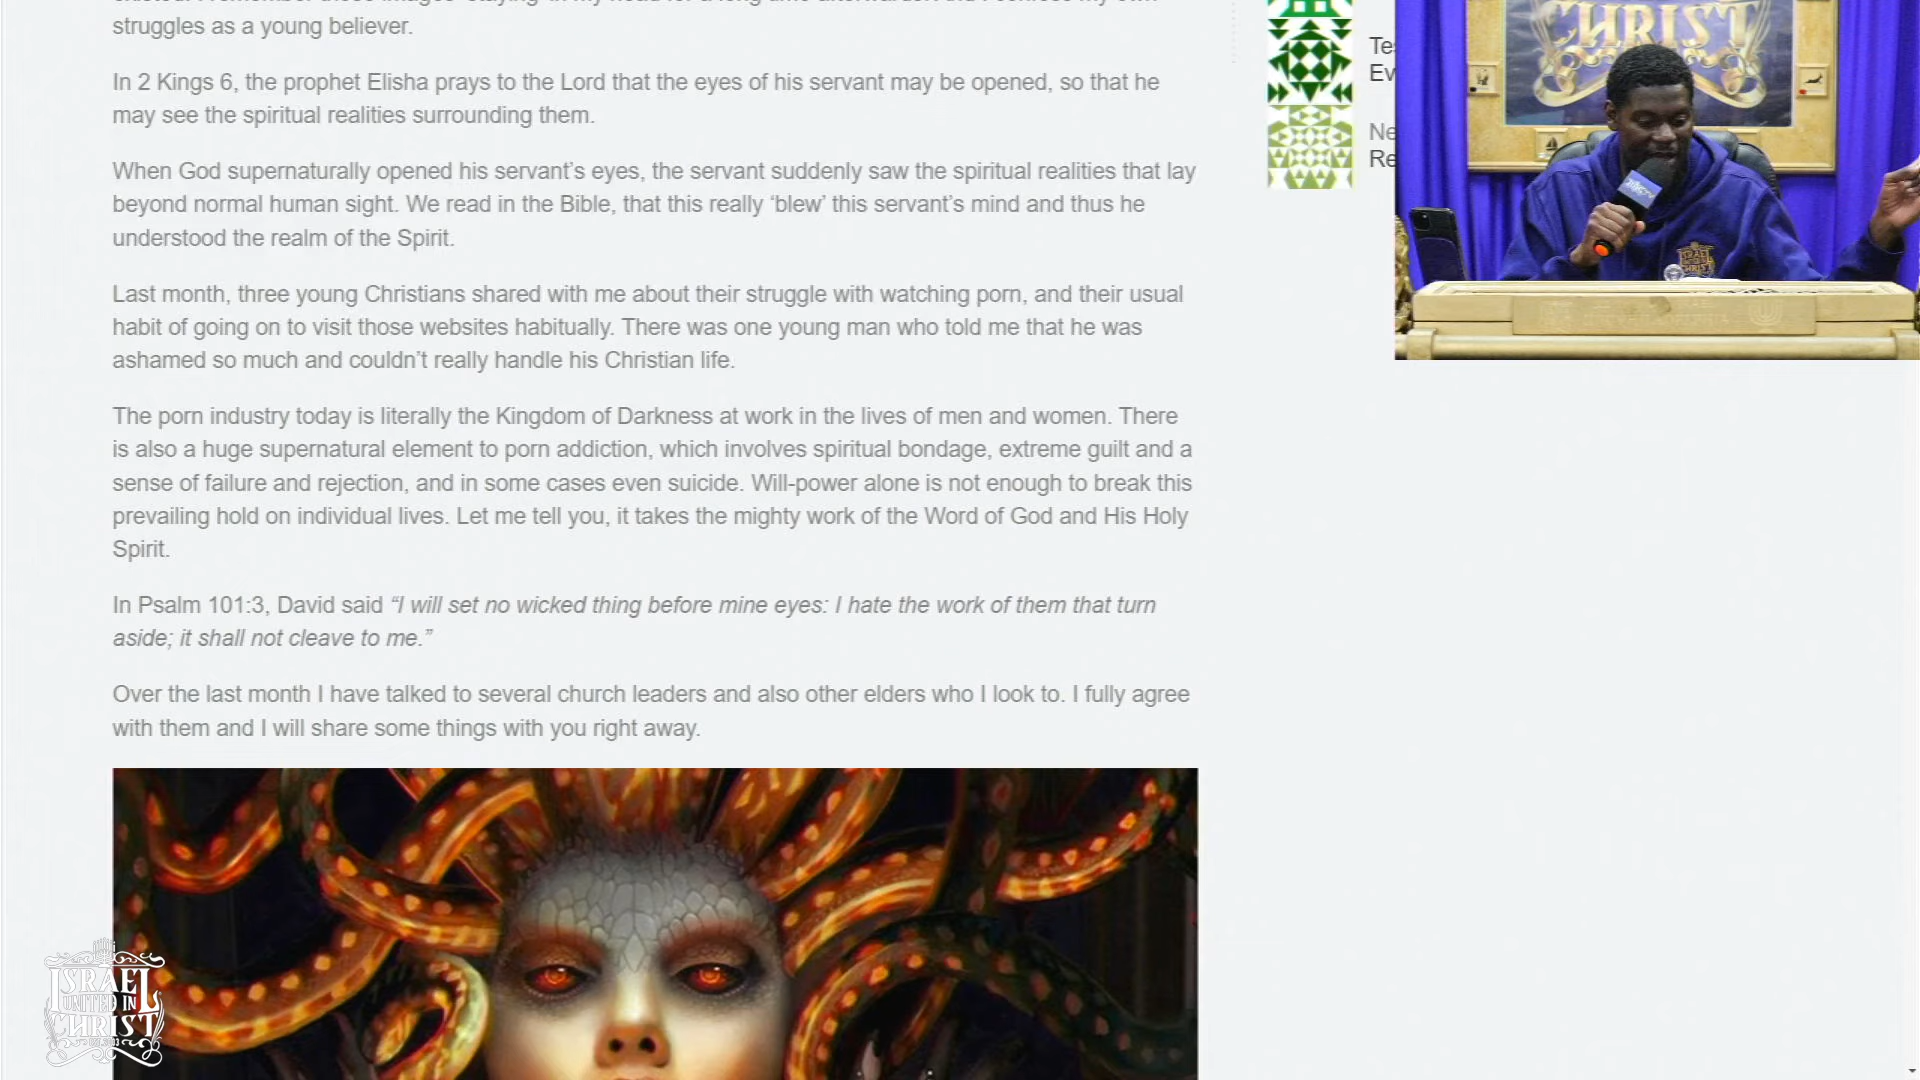 struggles as a young believer.
In 2 Kings 6, the prophet Elisha prays to the Lord that the eyes of his servant may be opened, so that he
may see the spiritual realities surrounding them.
When God supernaturally opened his servant’s eyes, the servant suddenly saw the spiritual realities that lay
beyond normal human sight. We read in the Bible, that this really ‘blew’ this servant’s mind and thus he
understood the realm of the Spirit.
Last month, three young Christians shared with me about their struggle with watching porn, and their usual
habit of going on to visit those websites habitually. There was one young man who told me that he was
ashamed so much and couldn’t really handle his Christian life.
The porn industry today is literally the Kingdom of Darkness at work in the lives of men and women. There
is also a huge supernatural element to porn addiction, which involves spiritual bondage, extreme guilt and a
sense of failure and rejection, and in some cases even suicide. Will-power alone is not enough to break this
prevailing hold on individual lives. Let me tell you, it takes the mighty work of the Word of God and His Holy
Spirit.
In Psalm 101:3, David said “I will set no wicked thing before mine eyes: I hate the work of them that turn
aside; it shall not cleave to me.”
Over the last month I have talked to several church leaders and also other elders who I look to. I fully agree
with them and I will share some things with you right away.
Tes
Ev
Ne
Re
CHRIST
ISRAEL
UNITED IN
CHRIST
ISRAEL
UNITED IN
CHRIST